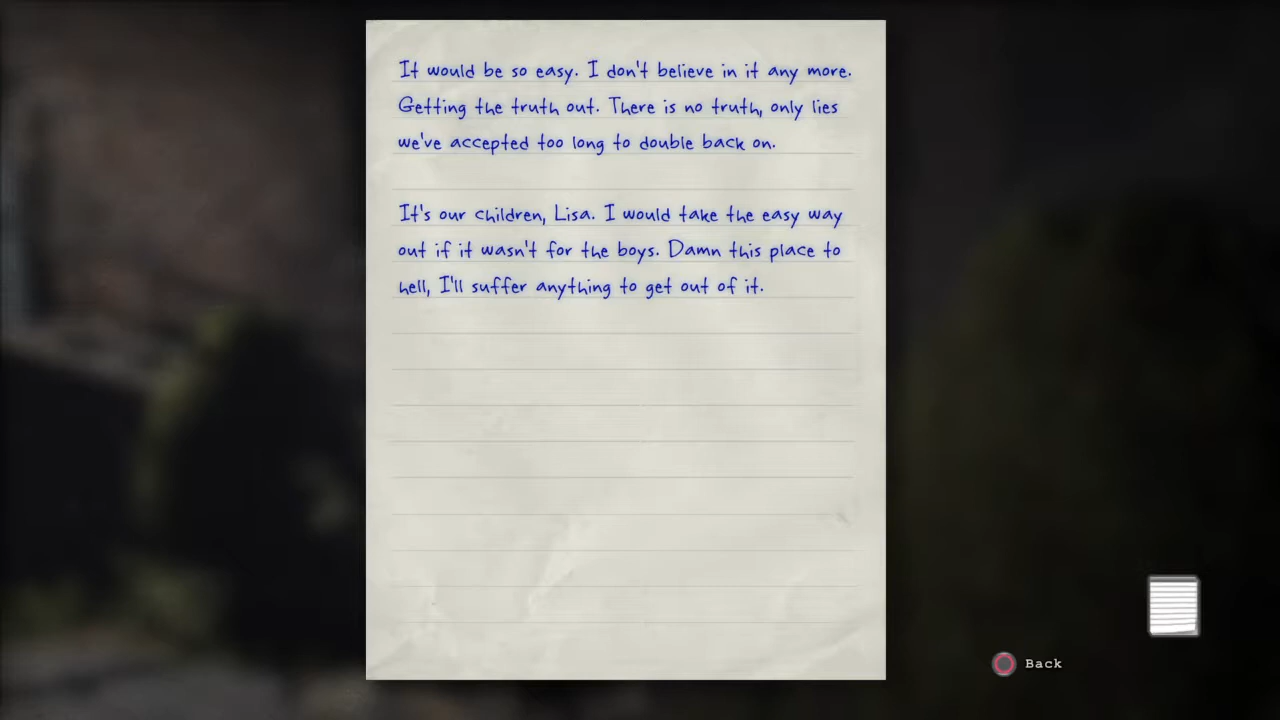 It would be so easy. I don't believe in it any more.
Getting the truth out. There is no truth, only lies
we've accepted too long to double back on.
It's our children, Lisa. I would take the easy way
out if it wasn't for the boys. Damn this place to
hell, I'll suffer anything to get out of it.
Back